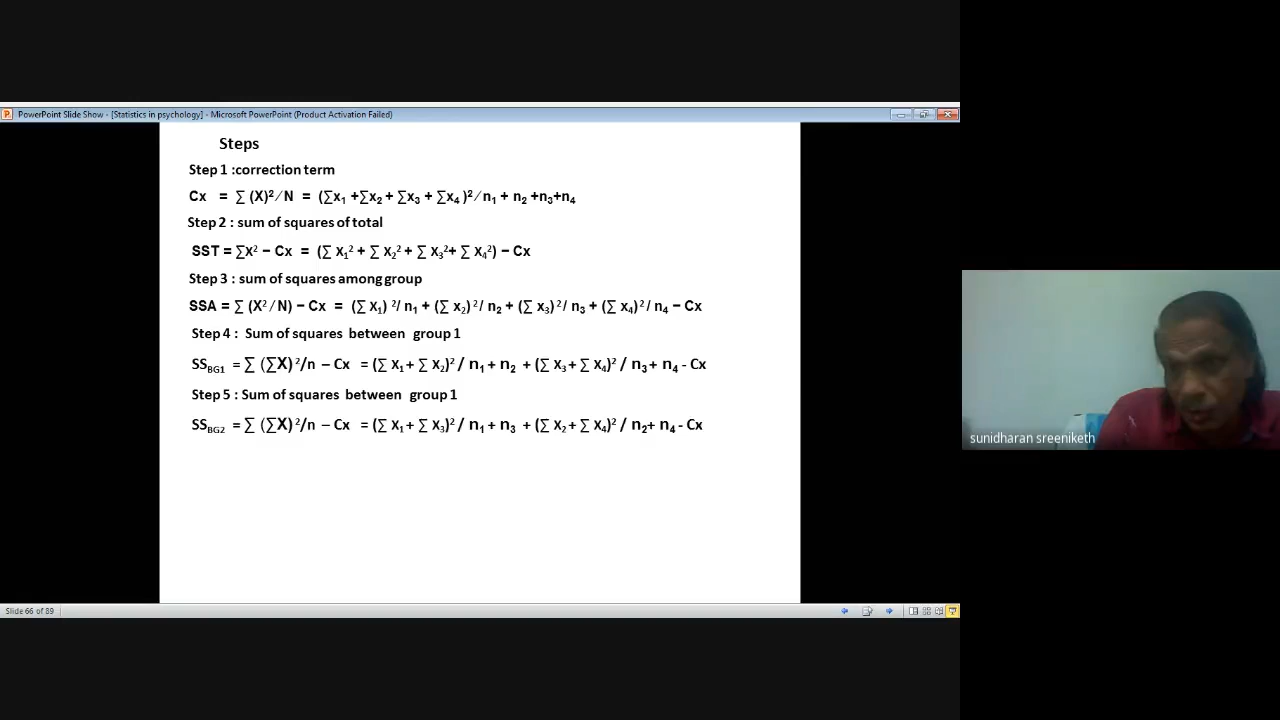 PowerPoint Slide Show - [Statistics in psychology] - Microsoft PowerPoint (Product Activation Failed)
Steps
Step 1 :correction term
Cx = ∑ (X)² ∕ N = (∑x₁ +∑x₂ + ∑x₃ + ∑x₄ )² ∕ n₁ + n₂ +n₃+n₄
Step 2 : sum of squares of total
SST = ∑X² − Cx = (∑ X₁² + ∑ X₂² + ∑ X₃²+ ∑ X₄²) − Cx
Step 3 : sum of squares among group
SSA = ∑ (X² ∕ N) − Cx = (∑ X₁) ²/ n₁ + (∑ x₂)² / n₂ + (∑ x₃)² / n₃ + (∑ x₄)² / n₄ − Cx
Step 4 : Sum of squares between group 1
SS_BG1 = ∑ (∑X) ²/n − Cx = (∑ X₁ + ∑ X₂)² / n₁ + n₂ + (∑ X₃ + ∑ X₄)² / n₃ + n₄ - Cx
Step 5 : Sum of squares between group 1
SS_BG2 = ∑ (∑X) ²/n − Cx = (∑ X₁ + ∑ X₃)² / n₁ + n₃ + (∑ X₂ + ∑ X₄)² / n₂+ n₄ - Cx
Slide 66 of 89
sunidharan sreeniketh